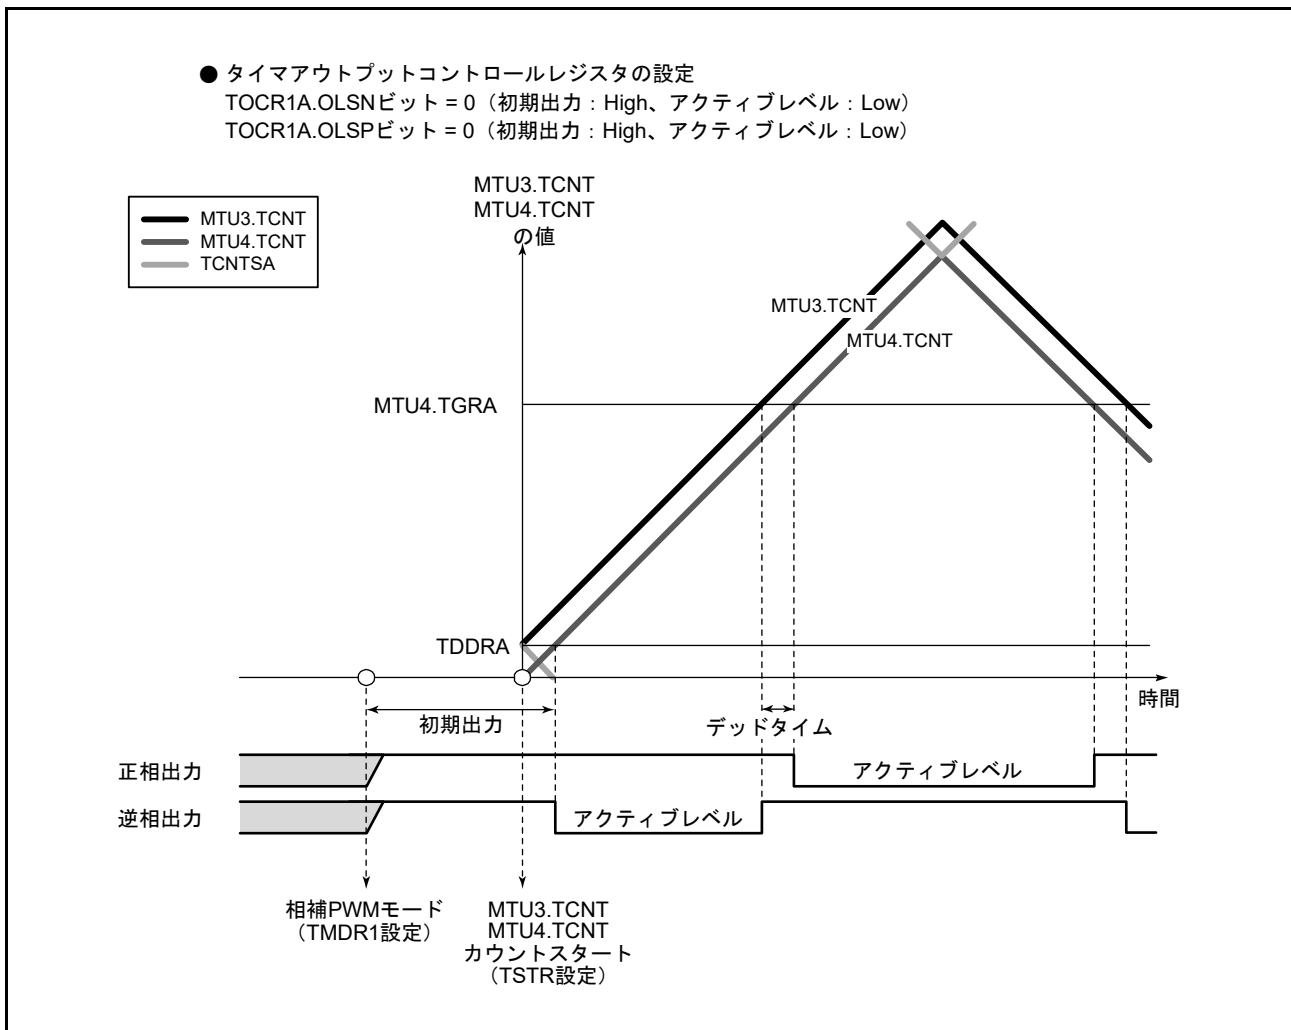 ● タイマアウトプットコントロールレジスタの設定
TOCR1A.OLSNビット = 0（初期出力：High、アクティブレベル：Low）
TOCR1A.OLSPビット = 0（初期出力：High、アクティブレベル：Low）
MTU3.TCNT
MTU4.TCNT
の値
MTU3.TCNT
MTU4.TCNT
TCNTSA
MTU3.TCNT
MTU4.TCNT
MTU4.TGRA
TDDRA
時間
初期出力
デッドタイム
正相出力
アクティブレベル
逆相出力
アクティブレベル
相補PWMモード
（TMDR1設定）
MTU3.TCNT
MTU4.TCNT
カウントスタート
（TSTR設定）